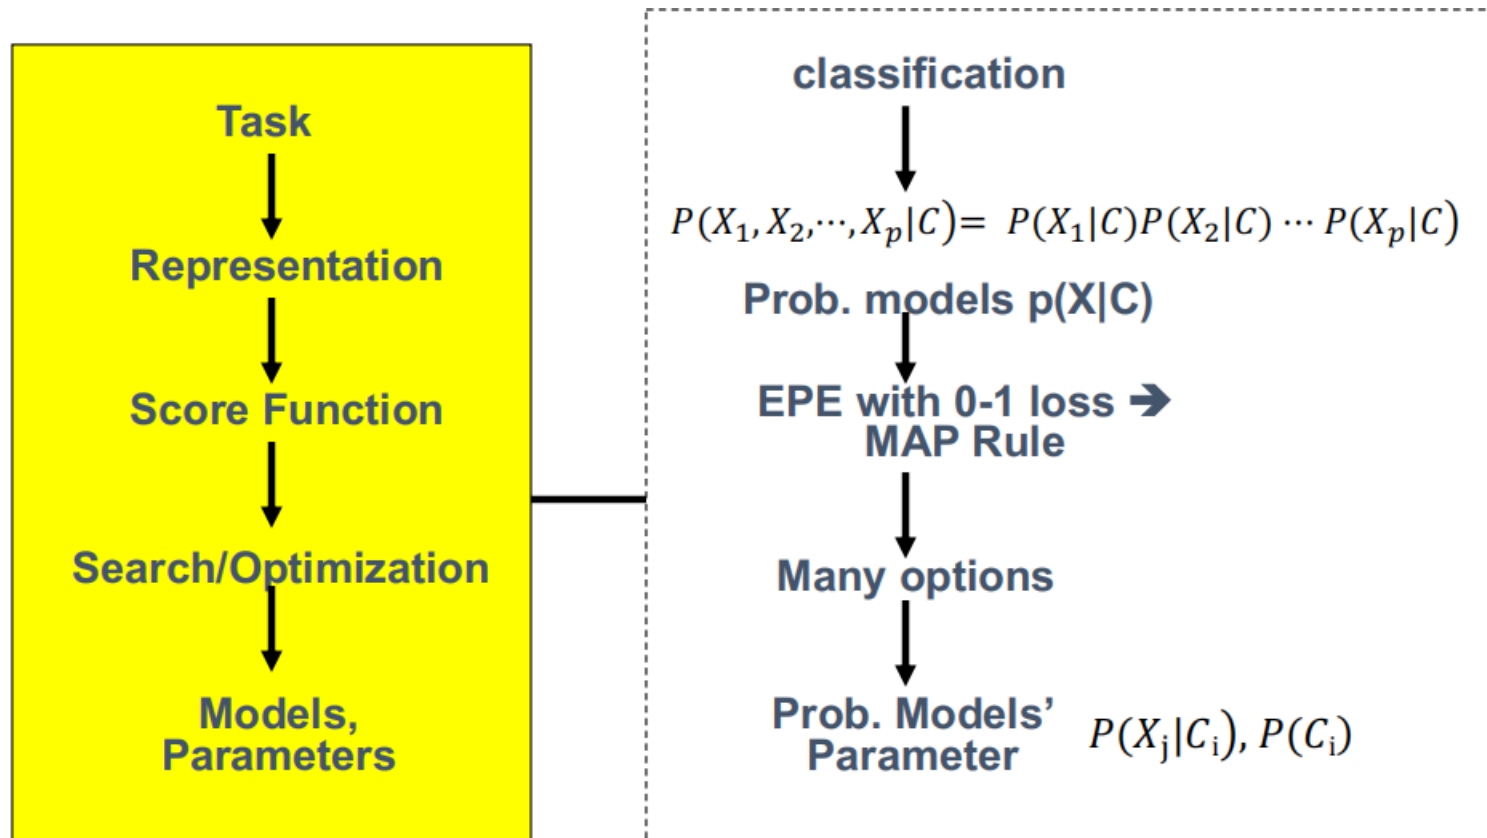 Task
Representation
Score Function
Search/Optimization
Models,
Parameters
classification
P(X₁, X₂,⋯, Xₚ|C)= P(X₁|C)P(X₂|C) ⋯ P(Xₚ|C)
Prob. models p(X|C)
EPE with 0-1 loss ➔
MAP Rule
Many options
Prob. Models’
Parameter
P(Xⱼ|Cᵢ), P(Cᵢ)